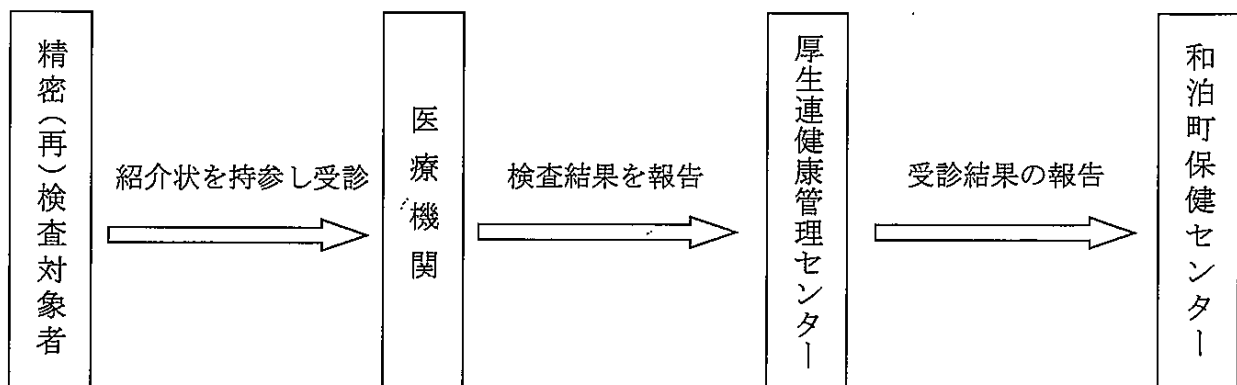 精密(再)検査対象者
紹介状を持参し受診
医療機関
検査結果を報告
厚生連健康管理センター
受診結果の報告
和泊町保健センター